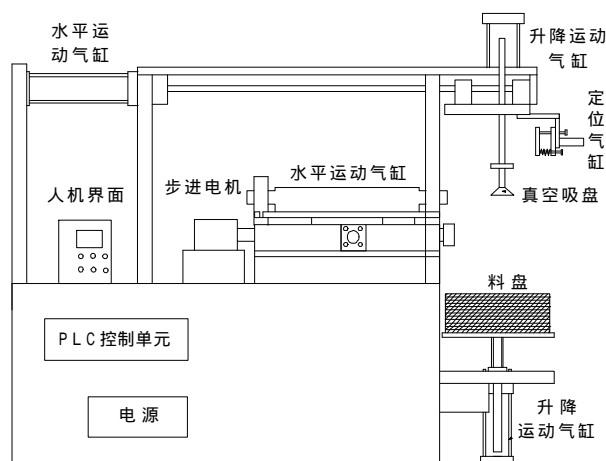 水平运
动气缸
升降运动
气缸
定位气缸
人机界面
步进电机
水平运动气缸
真空吸盘
料盘
PLC控制单元
电源
升降
运动气缸